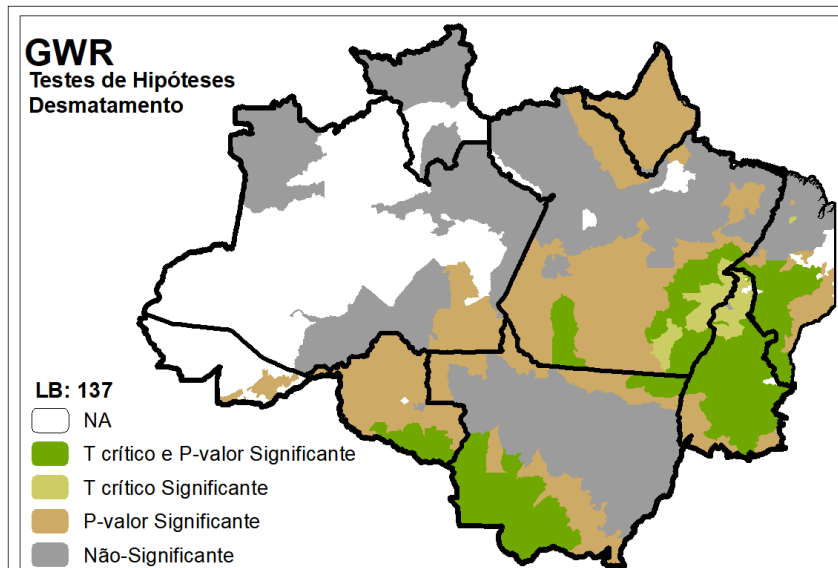 GWR
Testes de Hipóteses
Desmatamento
LB: 137
NA
T crítico e P-valor Significante
T crítico Significante
P-valor Significante
Não-Significante